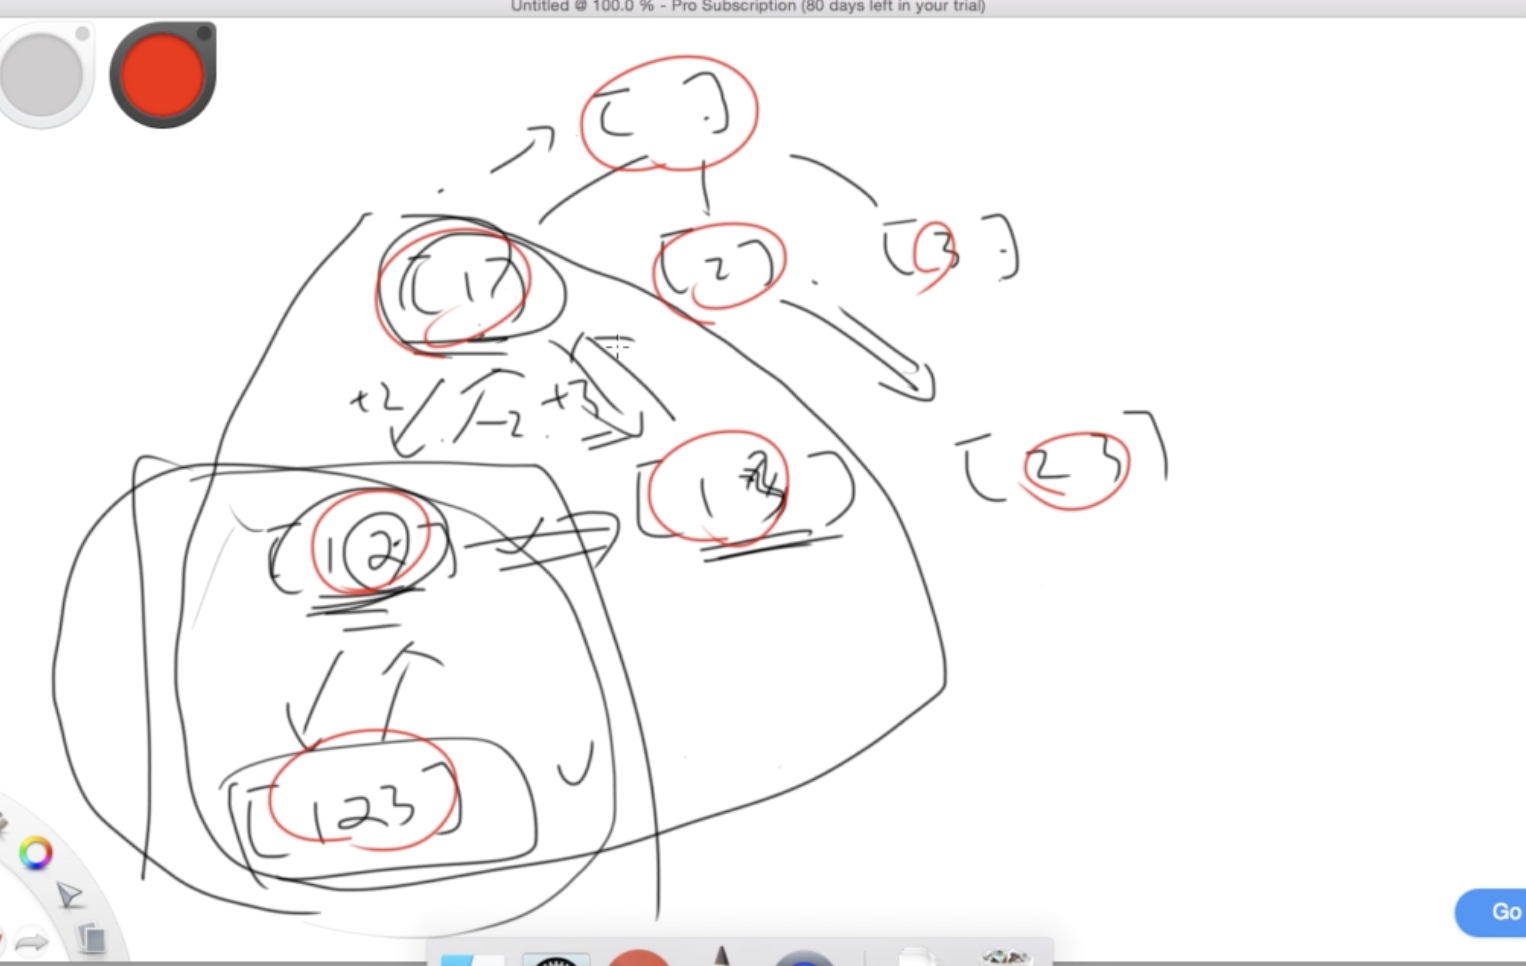 Untitled @ 100.0 % - Pro Subscription (80 days left in your trial)
[ ]
[1] [2] [3]
+2 -2 +3
[1 2] [1 3] [2 3]
[1 2 3]
Go